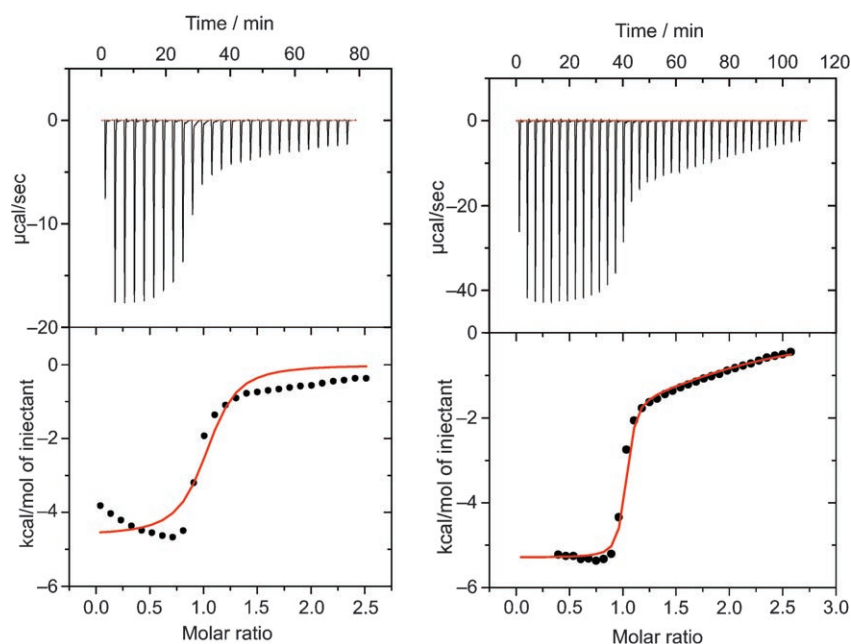 Time / min
0 20 40 60 80
0
–10
–20
µcal/sec
0
–2
–4
–6
kcal/mol of iniectant
0.0 0.5 1.0 1.5 2.0 2.5
Molar ratio
Time / min
0 20 40 60 80 100 120
0
–20
–40
µcal/sec
0
–2
–4
–6
kcal/mol of iniectant
0.0 0.5 1.0 1.5 2.0 2.5 3.0
Molar ratio